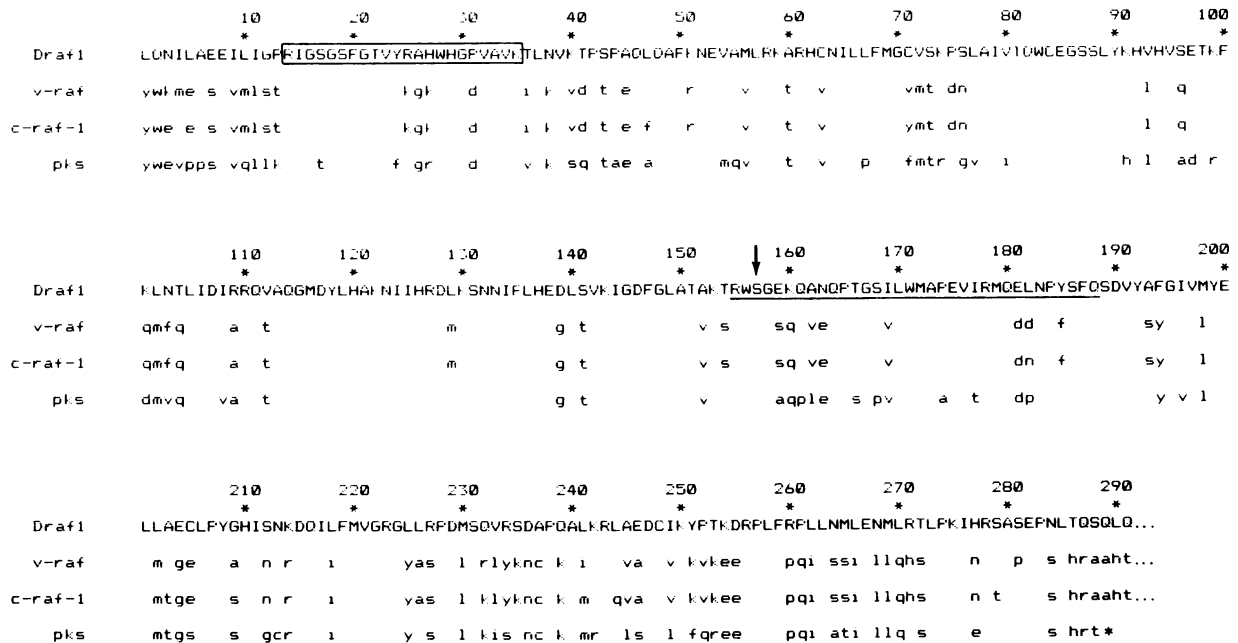 10 20 30 40 50 60 70 80 90 100
* * * * * * * * * *
Draf1 LQNILAEEILIGPRIGSGSFGTVYRAHWHGPVAVKTLNVKTPSPAQLQAFKNEVAMLRKARHCNILLFMGCVSKPSLAIVTQWCEGSSLYKHVHVSETKF
v-raf ywkme s vmlst kgk d i k vd t e r v t v vmt dn l q
c-raf-1 ywe e s vmlst kgk d i k vd t e f r v t v ymt dn l q
pks ywevpps vqllk t f gr d v k sq tae a mqv t v p fmtr gv i h l ad r
110 120 130 140 150 160 170 180 190 200
* * * * * * * * * *
Draf1 KLNTLIDIRRQVAQGMDYLHAKNIIHRDLKSNNIFLHEDLSVKIGDFGLATAKTRWSGEKQANQPTGSILWMAPEVIRMQELNPYSFQSDVYAFGIVMYE
v-raf qmfq a t m g t v s sq ve v dd f sy l
c-raf-1 qmfq a t m g t v s sq ve v dn f sy l
pks dmvq va t g t v aqple s pv a t dp y v l
210 220 230 240 250 260 270 280 290
* * * * * * * * *
Draf1 LLAECLPYGHISNKDQILFMVGRGLLRPDMSQVRSDAPQALKRLAEDCIKYPTKDRPLFRPLLNMLENMLRTLPKIHRSASEPNLTQSQLQ...
v-raf m ge a n r i yas l rlyknc k i va v kvkee pqi ssi llqhs n p s hraaht...
c-raf-1 mtge s n r i yas l klyknc k m qva v kvkee pqi ssi llqhs n t s hraaht...
pks mtgs s gcr i y s l kis nc k mr ls l fqree pqi ati llq s e s hrt*